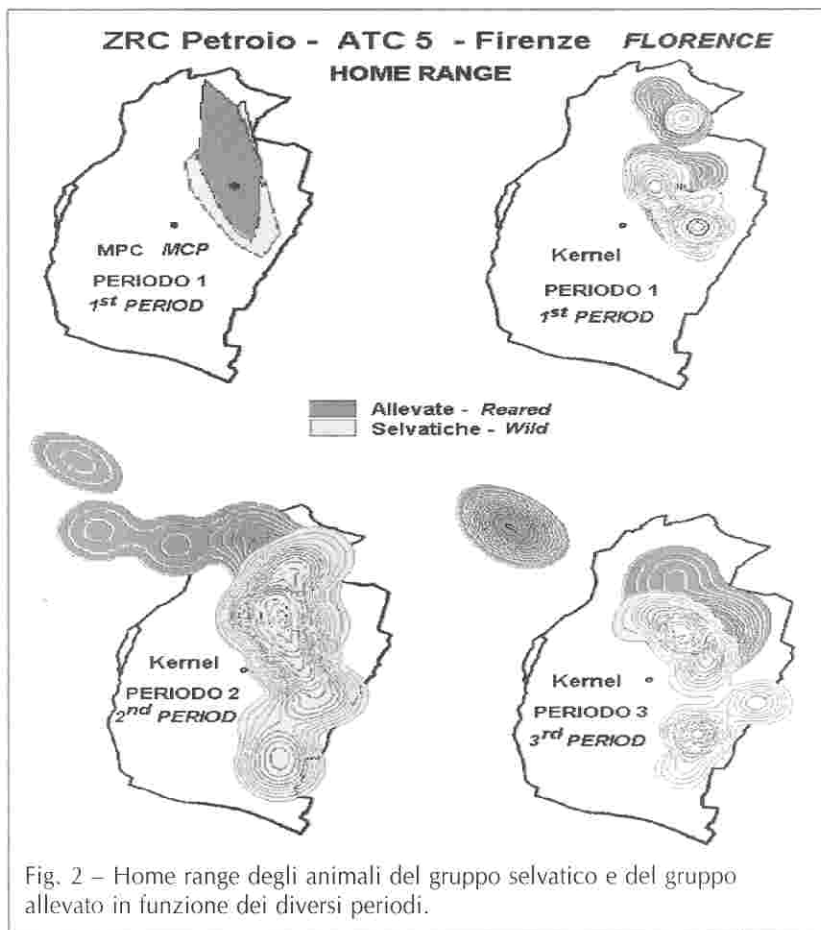 ZRC Petroio - ATC 5 - Firenze FLORENCE
HOME RANGE
MPC MCP
PERIODO 1
1st PERIOD
Kernel
PERIODO 1
1st PERIOD
Allevate - Reared
Selvatiche - Wild
Kernel
PERIODO 2
2nd PERIOD
Kernel
PERIODO 3
3rd PERIOD
Fig. 2 – Home range degli animali del gruppo selvatico e del gruppo
allevato in funzione dei diversi periodi.